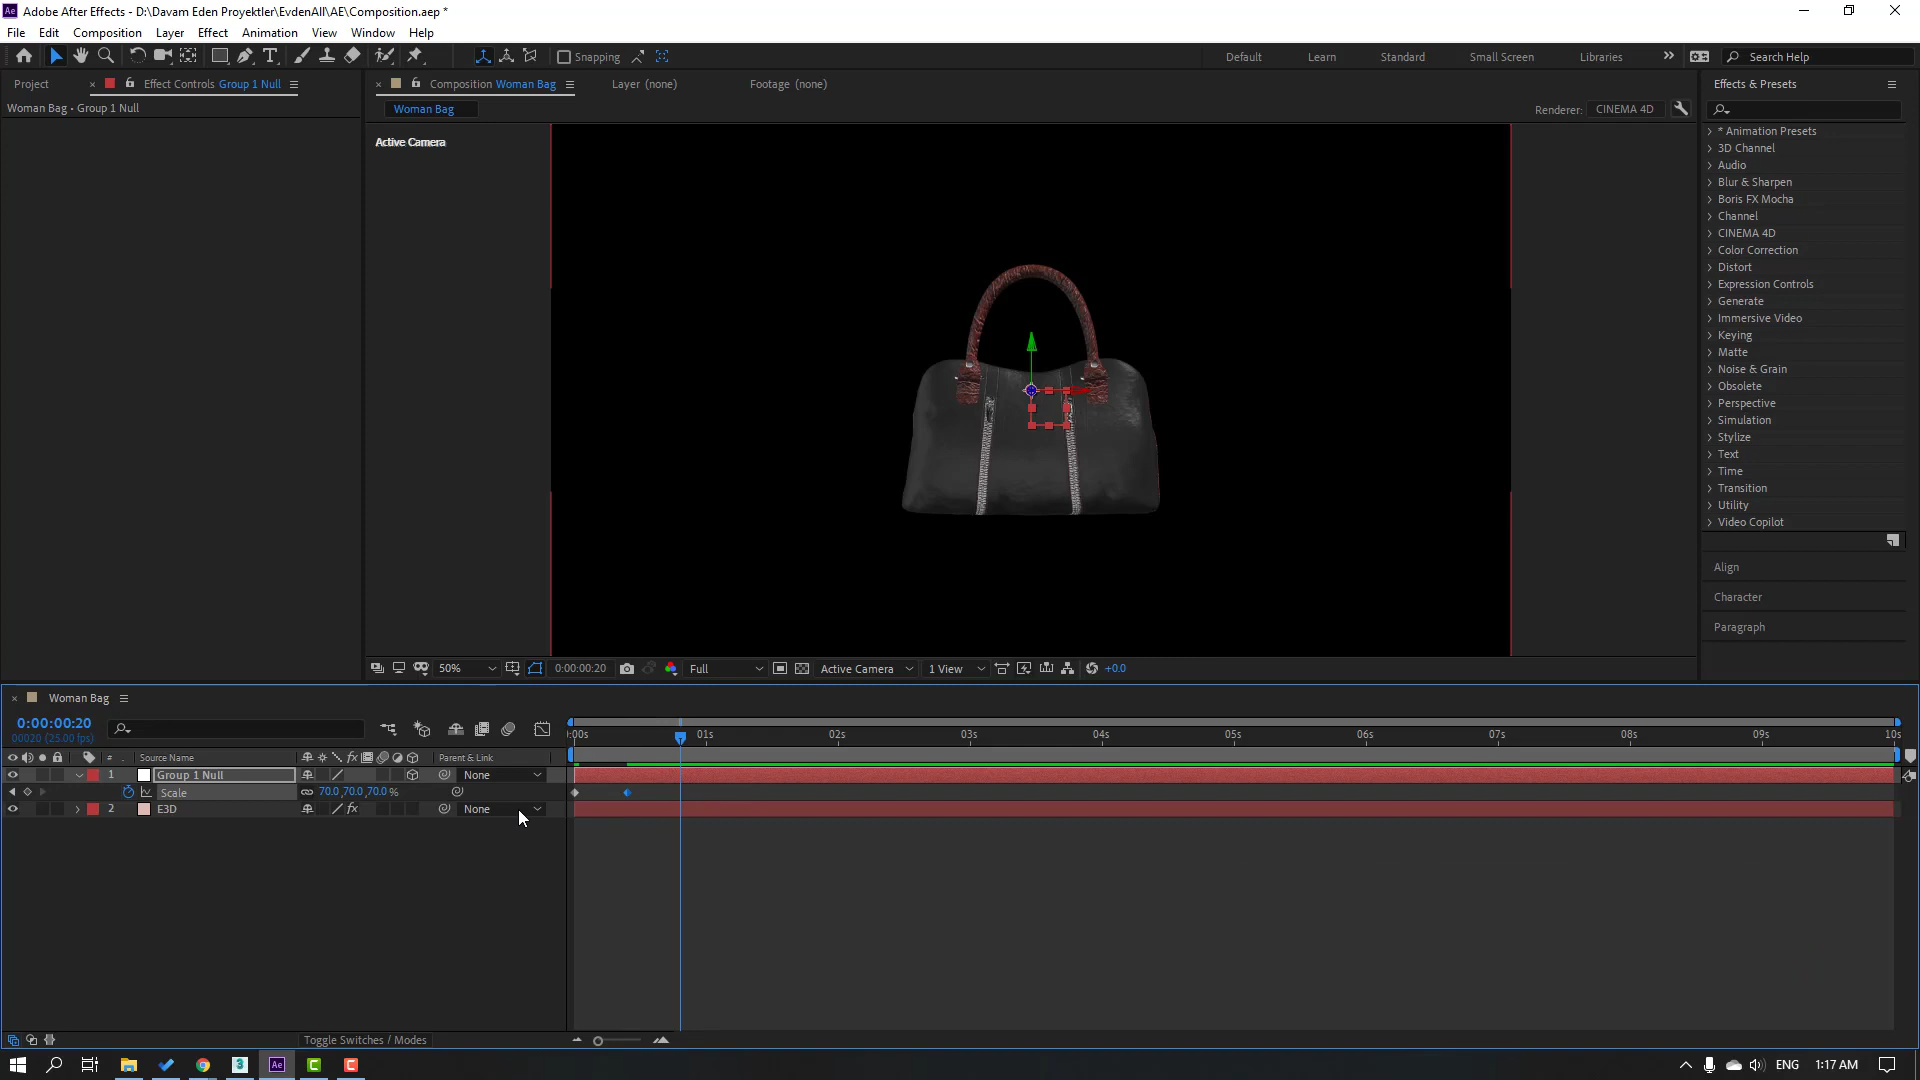 Adobe After Effects - D:\Davam Eden Proyektler\EvdenAll\AE\Composition.aep *
File Edit Composition Layer Effect Animation View Window Help
Snapping
Default Learn Standard Small Screen Libraries
Search Help
Project
Effect Controls Group 1 Null
Composition Woman Bag
Layer (none)
Footage (none)
Effects & Presets
Woman Bag • Group 1 Null
Woman Bag
Renderer: CINEMA 4D
Active Camera
* Animation Presets
3D Channel
Audio
Blur & Sharpen
Boris FX Mocha
Channel
CINEMA 4D
Color Correction
Distort
Expression Controls
Generate
Immersive Video
Keying
Matte
Noise & Grain
Obsolete
Perspective
Simulation
Stylize
Text
Time
Transition
Utility
Video Copilot
Align
Character
Paragraph
50% 0:00:00:20 Full Active Camera 1 View +0.0
Woman Bag
0:00:00:20
00020 (25.00 fps)
:00s 01s 02s 03s 04s 05s 06s 07s 08s 09s 10s
# Source Name Parent & Link
1 Group 1 Null None
Scale 70.0,70.0,70.0 %
2 E3D fx None
Toggle Switches / Modes
ENG 1:17 AM